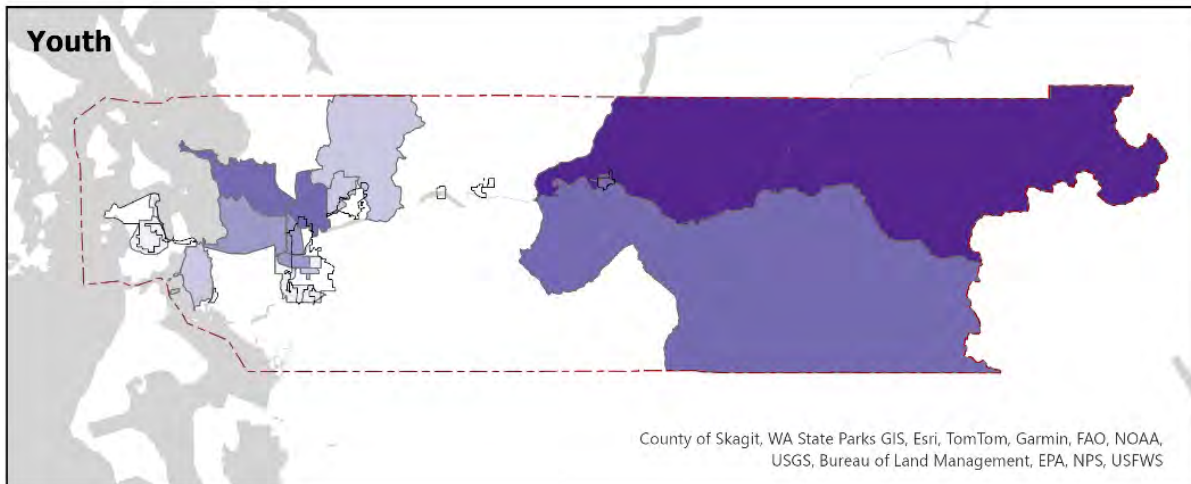 Youth
County of Skagit, WA State Parks GIS, Esri, TomTom, Garmin, FAO, NOAA,
USGS, Bureau of Land Management, EPA, NPS, USFWS